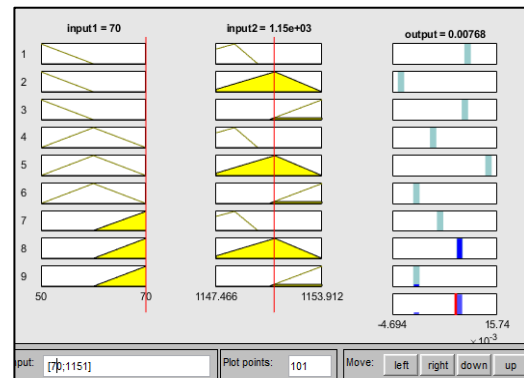 input1 = 70
input2 = 1.15e+03
output = 0.00768
1
2
3
4
5
6
7
8
9
50
70
1147.466
1153.912
-4.694
15.74
× 10⁻³
put:
[70;1151]
Plot points:
101
Move:
left
right
down
up